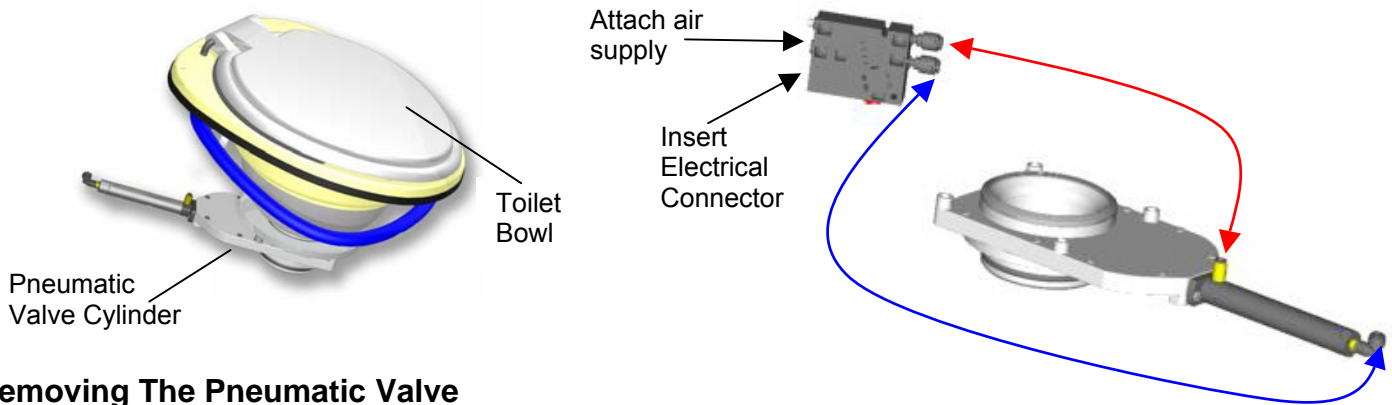 Attach air
supply
Insert
Electrical
Connector
Toilet
Bowl
Pneumatic
Valve Cylinder
emoving The Pneumatic Valve